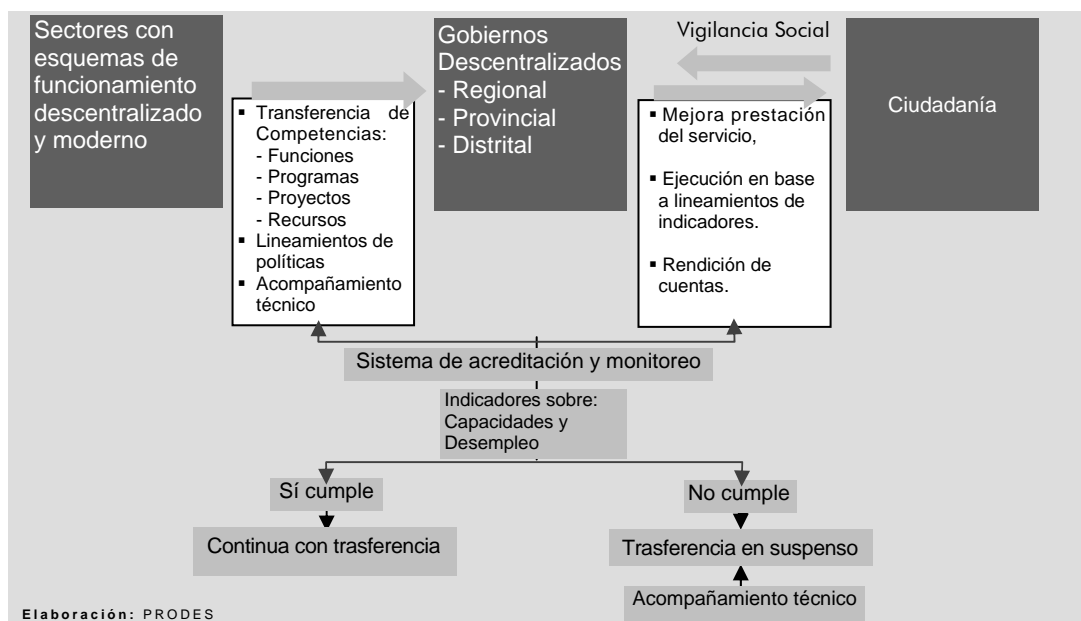 Sectores con
esquemas de
funcionamiento
descentralizado
y moderno
▪ Transferencia de
Competencias:
- Funciones
- Programas
- Proyectos
- Recursos
▪ Lineamientos de
políticas
▪ Acompañamiento
técnico
Gobiernos
Descentralizados
- Regional
- Provincial
- Distrital
Vigilancia Social
▪ Mejora prestación
del servicio,
▪ Ejecución en base
a lineamientos de
indicadores.
▪ Rendición de
cuentas.
Ciudadanía
Sistema de acreditación y monitoreo
Indicadores sobre:
Capacidades y
Desempleo
Sí cumple
No cumple
Continua con trasferencia
Trasferencia en suspenso
Acompañamiento técnico
Elaboración: PRODES